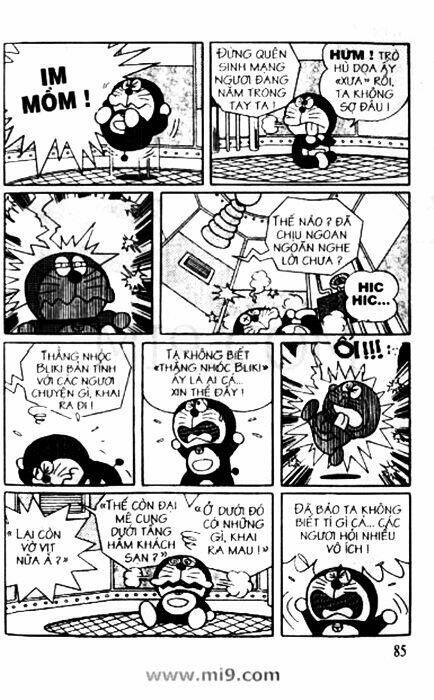 IM
MỒM !
ĐỪNG QUÊN
SINH MẠNG
NGƯƠI ĐANG
NẰM TRONG
TAY TA !
HỪM ! TRÒ
HÙ DỌA ẤY
«XƯA» RỒI,
TA KHÔNG
SỢ ĐÂU !
THẾ NÀO ? ĐÃ
CHỊU NGOAN
NGOÃN NGHE
LỜI CHƯA ?
HIC
HIC...
THẰNG NHÓC
BLIKI BÀN TÍNH
VỚI CÁC NGƯƠI
CHUYỆN GÌ, KHAI
RA ĐI !
TA KHÔNG BIẾT
«THẰNG NHÓC BLIKI»
ẤY LÀ AI CẢ...
XIN THỀ ĐẤY !
ỐI !!!
«LẠI CÒN
VỜ VỊT
NỮA À ?»
«THẾ CÒN ĐẠI
MÊ CUNG
DƯỚI TẦNG
HẦM KHÁCH
SẠN ?»
«Ở DƯỚI ĐÓ
CÓ NHỮNG
GÌ, KHAI
RA MAU !»
ĐÃ BẢO TA KHÔNG
BIẾT TÍ GÌ CẢ... CÁC
NGƯƠI HỎI NHIỀU
VÔ ÍCH !
85
www.mi9.com